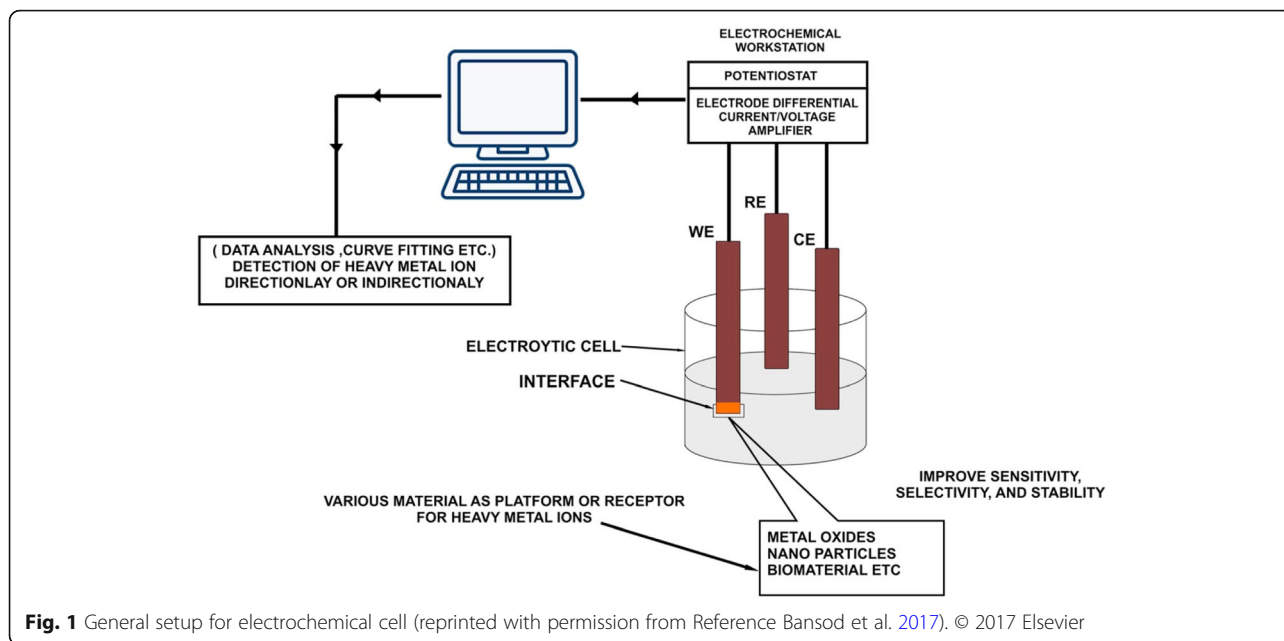 ELECTROCHEMICAL
WORKSTATION
POTENTIOSTAT
ELECTRODE DIFFERENTIAL
CURRENT/VOLTAGE
AMPLIFIER
( DATA ANALYSIS ,CURVE FITTING ETC.)
DETECTION OF HEAVY METAL ION
DIRECTIONLAY OR INDIRECTIONALY
WE
RE
CE
ELECTROYTIC CELL
INTERFACE
IMPROVE SENSITIVITY,
SELECTIVITY, AND STABILITY
VARIOUS MATERIAL AS PLATFORM OR RECEPTOR
FOR HEAVY METAL IONS
METAL OXIDES
NANO PARTICLES
BIOMATERIAL ETC
Fig. 1 General setup for electrochemical cell (reprinted with permission from Reference Bansod et al. 2017). © 2017 Elsevier